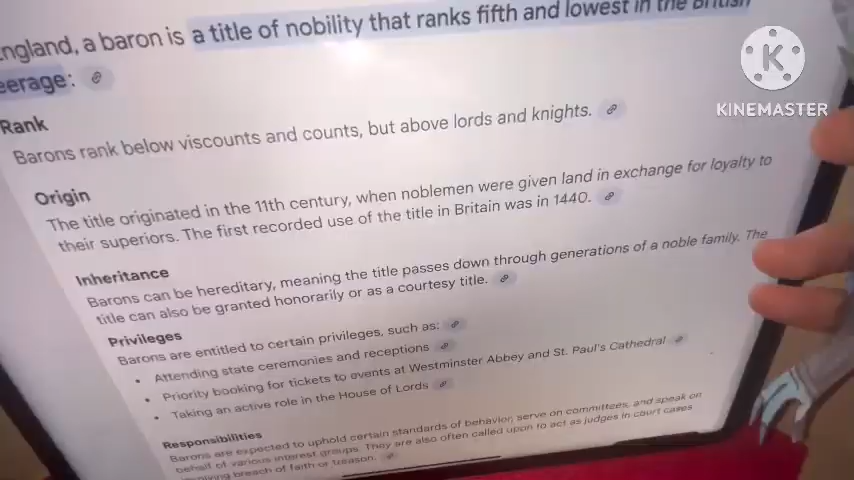 England, a baron is a title of nobility that ranks fifth and lowest in the British
eerage:
Rank
Barons rank below viscounts and counts, but above lords and knights.
Origin
The title originated in the 11th century, when noblemen were given land in exchange for loyalty to
their superiors. The first recorded use of the title in Britain was in 1440.
Inheritance
Barons can be hereditary, meaning the title passes down through generations of a noble family. The
title can also be granted honorarily or as a courtesy title.
Privileges
Barons are entitled to certain privileges, such as:
• Attending state ceremonies and receptions
• Priority booking for tickets to events at Westminster Abbey and St. Paul's Cathedral
• Taking an active role in the House of Lords
Responsibilities
Barons are expected to uphold certain standards of behavior, serve on committees, and speak on
behalf of various interest groups. They are also often called upon to act as judges in court cases
involving breach of faith or treason.
K
KINEMASTER